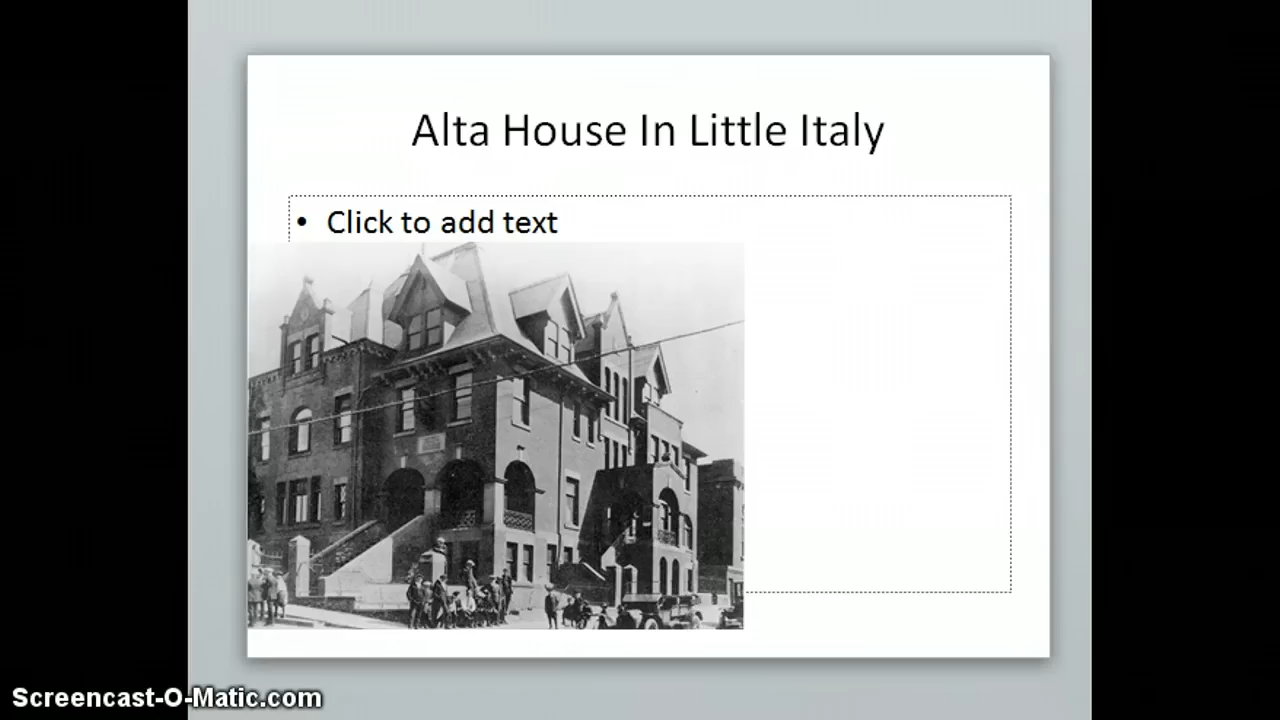 Alta House In Little Italy
• Click to add text
Screencast-O-Matic.com